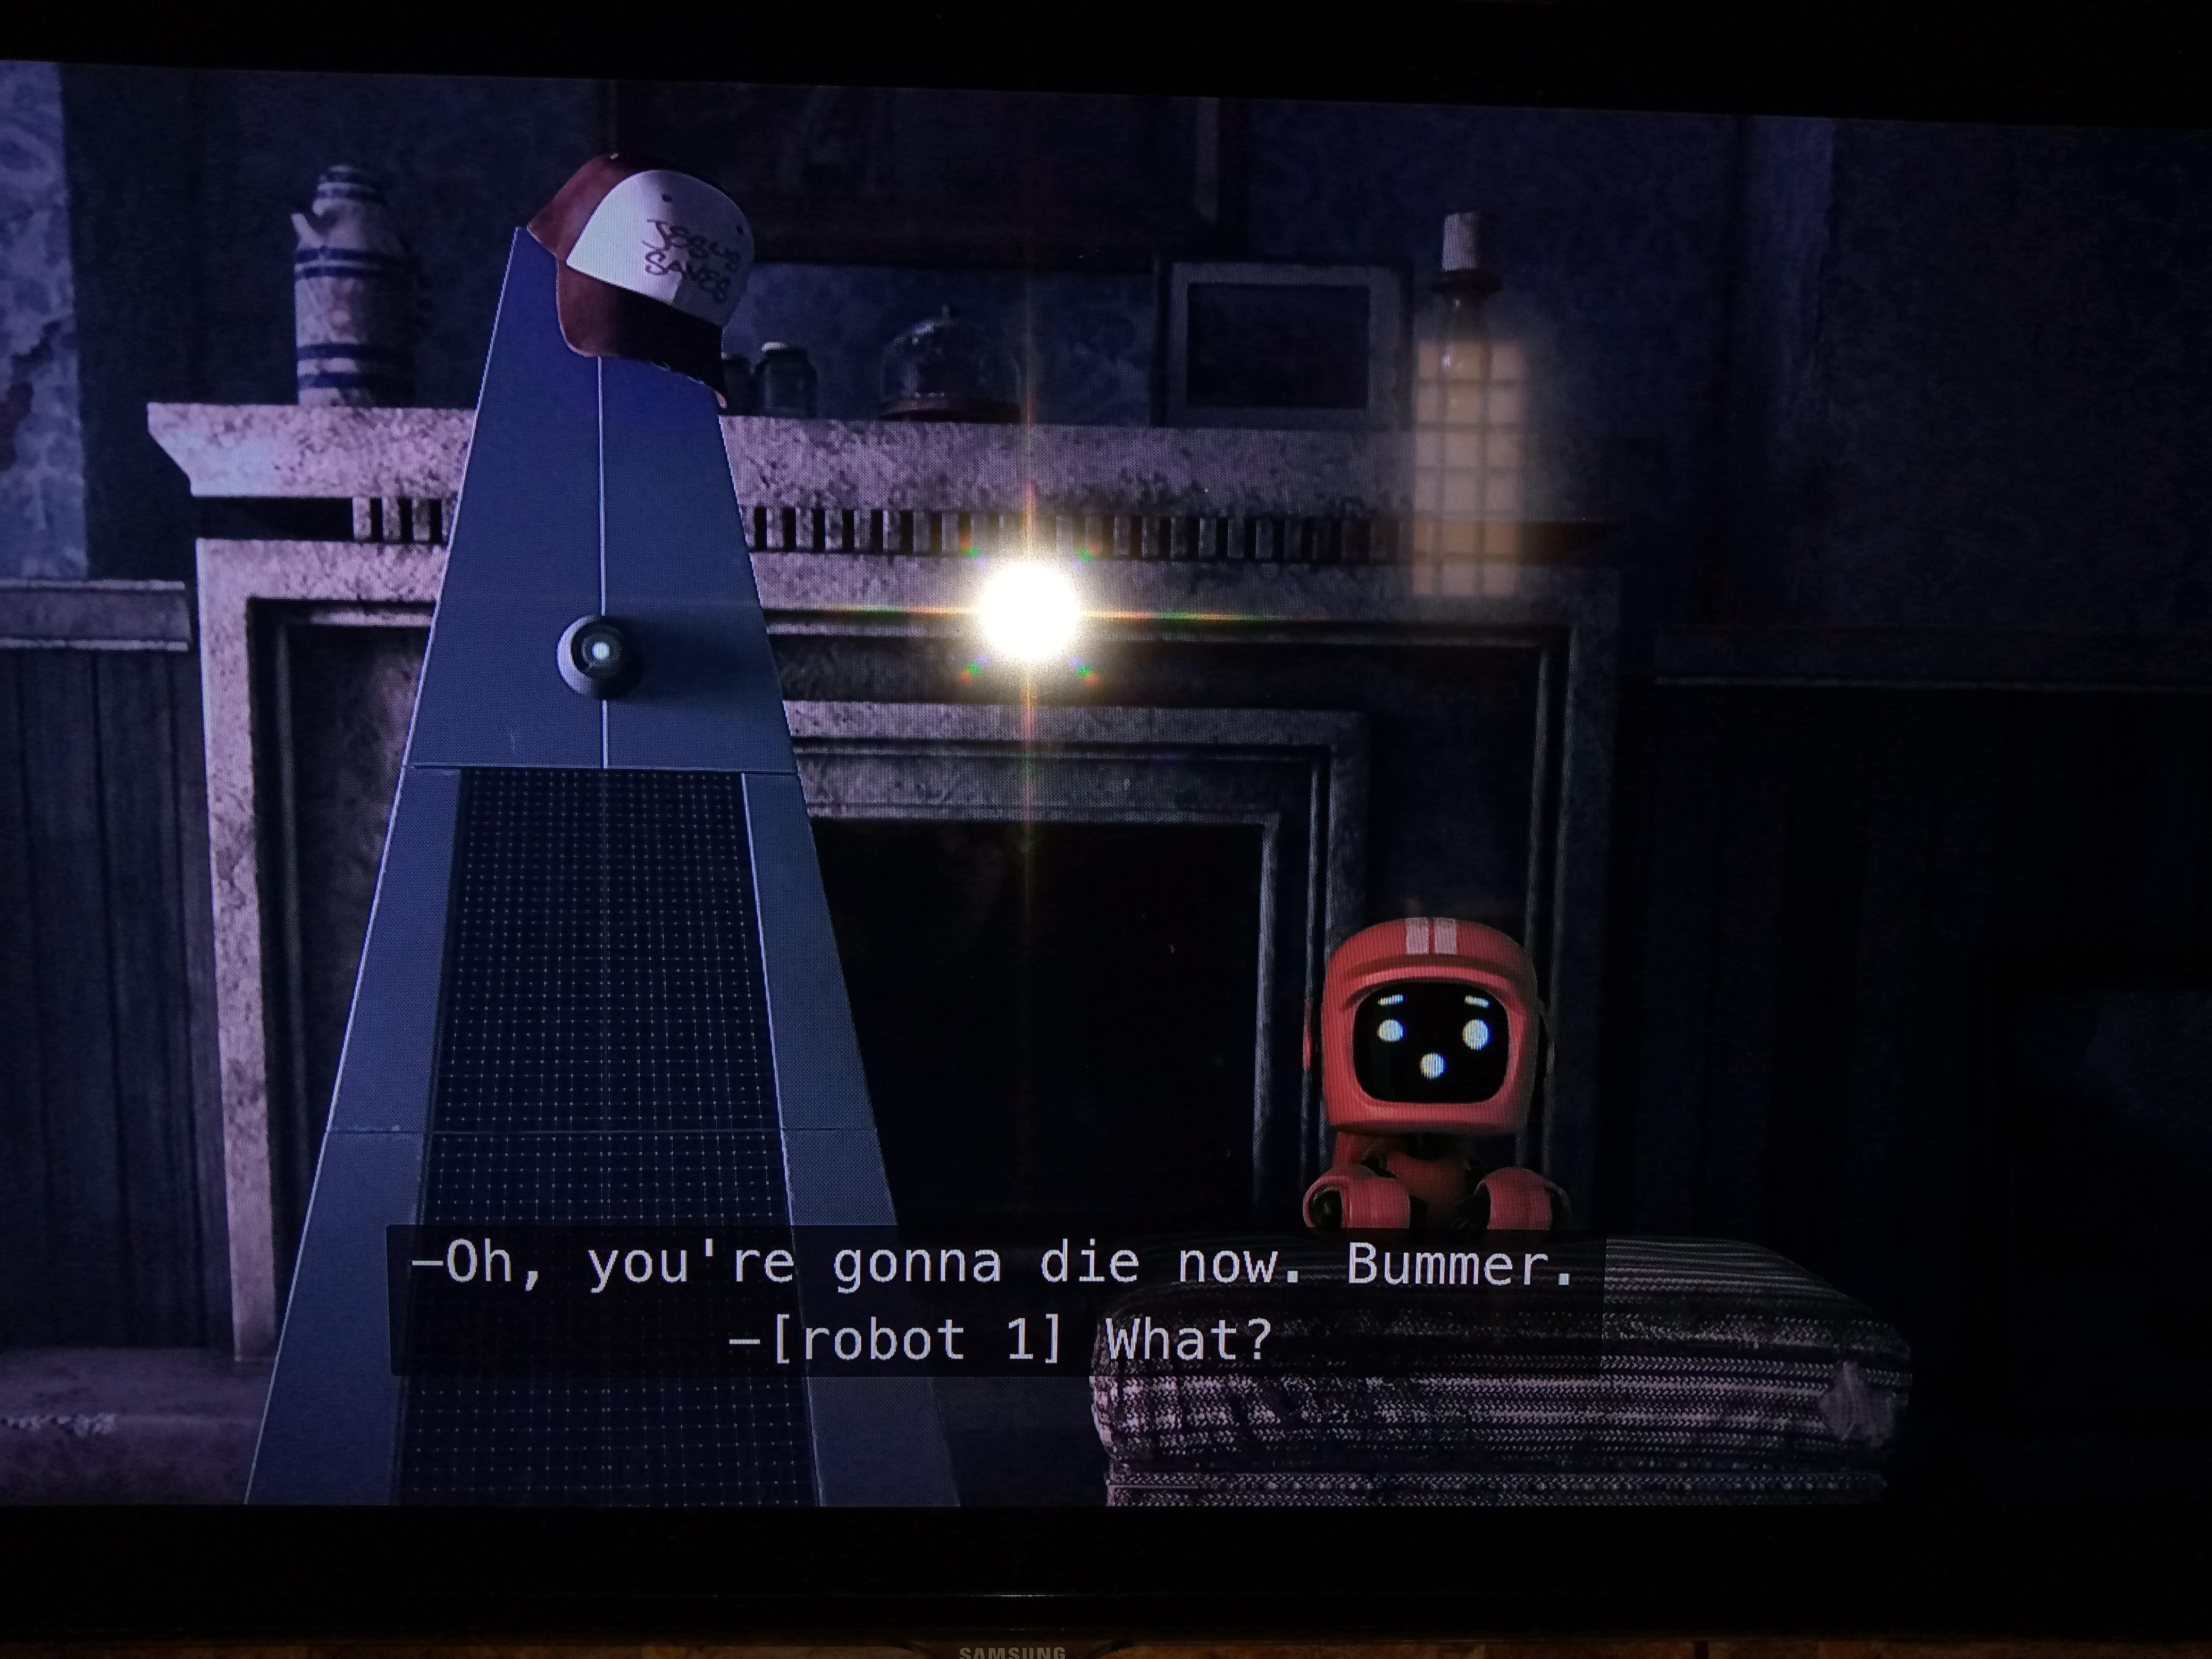 JESUS
SAVES
–Oh, you're gonna die now. Bummer.
–[robot 1] What?
SAMSUNG